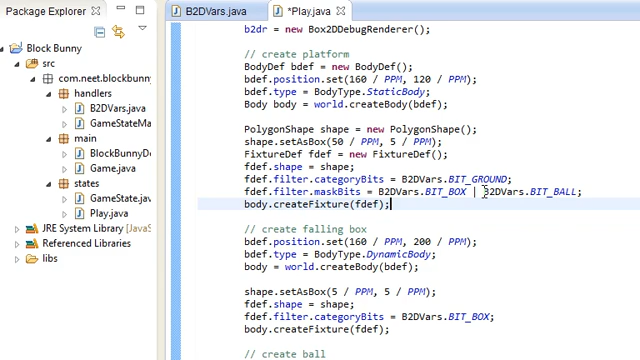 Package Explorer
Block Bunny
src
com.neet.blockbunny
handlers
B2DVars.java
GameStateMa
main
BlockBunnyDe
Game.java
states
GameState.java
Play.java
JRE System Library [JavaS
Referenced Libraries
libs
B2DVars.java
*Play.java
b2dr = new Box2DDebugRenderer();
// create platform
BodyDef bdef = new BodyDef();
bdef.position.set(160 / PPM, 120 / PPM);
bdef.type = BodyType.StaticBody;
Body body = world.createBody(bdef);
PolygonShape shape = new PolygonShape();
shape.setAsBox(50 / PPM, 5 / PPM);
FixtureDef fdef = new FixtureDef();
fdef.shape = shape;
fdef.filter.categoryBits = B2DVars.BIT_GROUND;
fdef.filter.maskBits = B2DVars.BIT_BOX | B2DVars.BIT_BALL;
body.createFixture(fdef);
// create falling box
bdef.position.set(160 / PPM, 200 / PPM);
bdef.type = BodyType.DynamicBody;
body = world.createBody(bdef);
shape.setAsBox(5 / PPM, 5 / PPM);
fdef.shape = shape;
fdef.filter.categoryBits = B2DVars.BIT_BOX;
body.createFixture(fdef);
// create ball